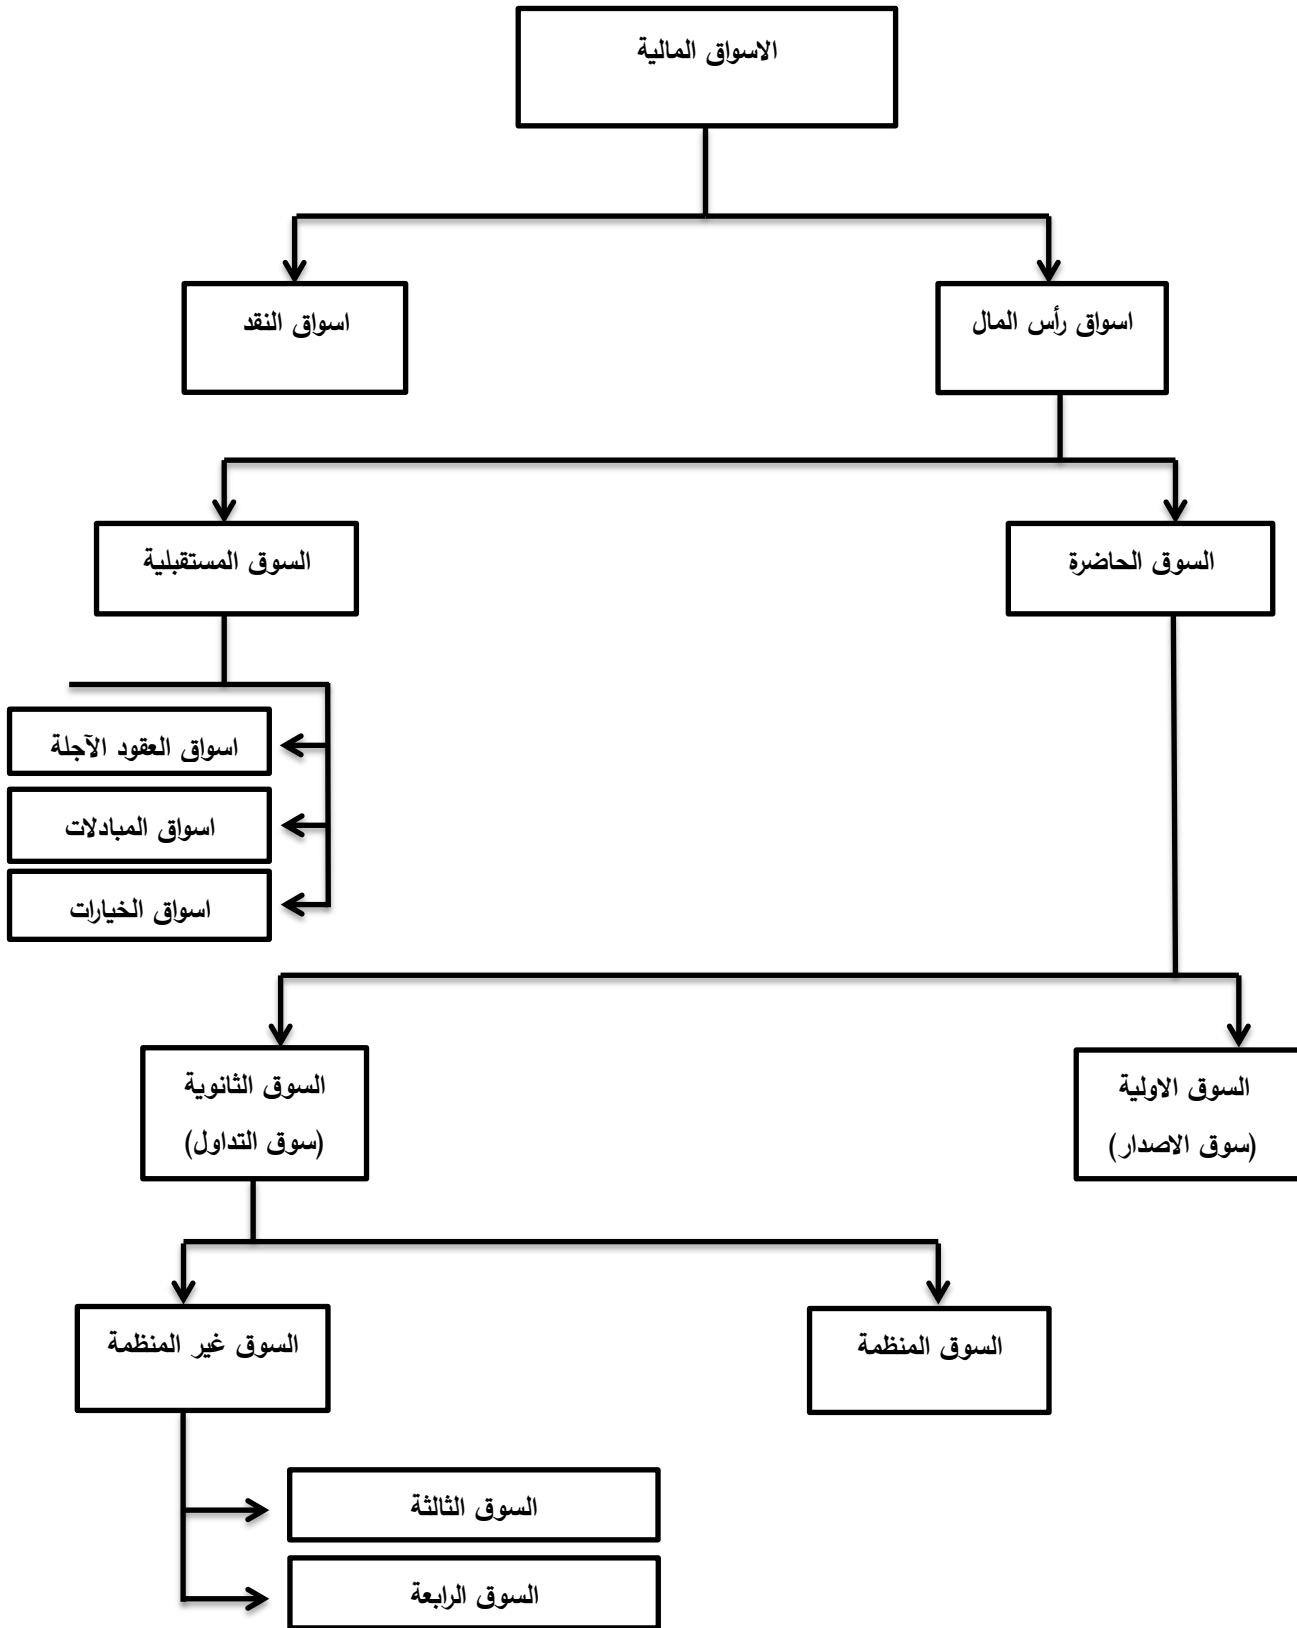 الاسواق المالية
اسواق رأس المال
اسواق النقد
السوق الحاضرة
السوق المستقبلية
اسواق العقود الآجلة
اسواق المبادلات
اسواق الخيارات
السوق الاولية
(سوق الاصدار)
السوق الثانوية
(سوق التداول)
السوق المنظمة
السوق غير المنظمة
السوق الثالثة
السوق الرابعة